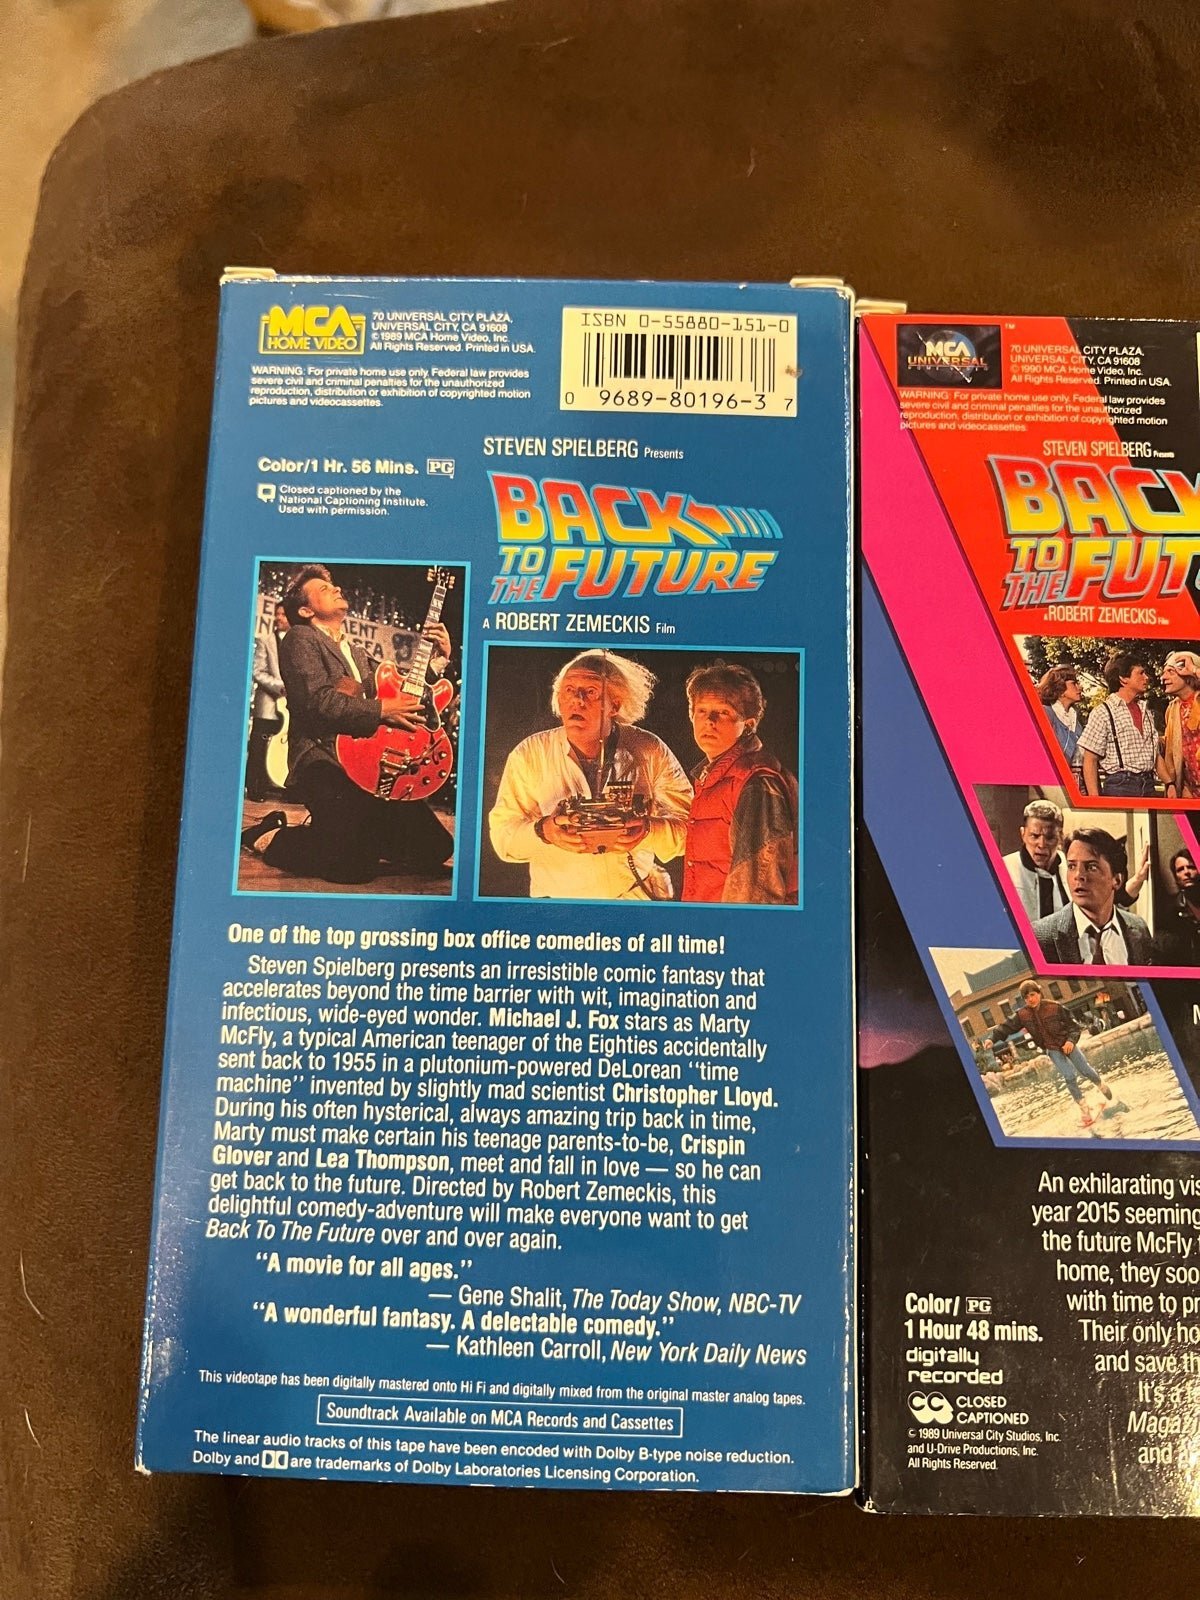 MCA
HOME VIDEO
70 UNIVERSAL CITY PLAZA,
UNIVERSAL CITY, CA 91608
© 1989 MCA Home Video, Inc.
All Rights Reserved. Printed in USA.
WARNING: For private home use only. Federal law provides
severe civil and criminal penalties for the unauthorized
reproduction, distribution or exhibition of copyrighted motion
pictures and videocassettes.
ISBN 0-55880-151-0
0 9689-80196-3 7
Color/1 Hr. 56 Mins. PG
Closed captioned by the
National Captioning Institute.
Used with permission.
STEVEN SPIELBERG Presents
BACK
TO
THE FUTURE
A ROBERT ZEMECKIS Film
One of the top grossing box office comedies of all time!
Steven Spielberg presents an irresistible comic fantasy that
accelerates beyond the time barrier with wit, imagination and
infectious, wide-eyed wonder. Michael J. Fox stars as Marty
McFly, a typical American teenager of the Eighties accidentally
sent back to 1955 in a plutonium-powered DeLorean "time
machine" invented by slightly mad scientist Christopher Lloyd.
During his often hysterical, always amazing trip back in time,
Marty must make certain his teenage parents-to-be, Crispin
Glover and Lea Thompson, meet and fall in love — so he can
get back to the future. Directed by Robert Zemeckis, this
delightful comedy-adventure will make everyone want to get
Back To The Future over and over again.
"A movie for all ages."
— Gene Shalit, The Today Show, NBC-TV
"A wonderful fantasy. A delectable comedy."
— Kathleen Carroll, New York Daily News
This videotape has been digitally mastered onto Hi Fi and digitally mixed from the original master analog tapes.
Soundtrack Available on MCA Records and Cassettes
The linear audio tracks of this tape have been encoded with Dolby B-type noise reduction.
Dolby and DD are trademarks of Dolby Laboratories Licensing Corporation.
MCA
UNIVERSAL
HOME VIDEO
TM
70 UNIVERSAL CITY PLAZA,
UNIVERSAL CITY, CA 91608
© 1990 MCA Home Video, Inc.
All Rights Reserved. Printed in USA.
WARNING: For private home use only. Federal law provides
severe civil and criminal penalties for the unauthorized
reproduction, distribution or exhibition of copyrighted motion
pictures and videocassettes.
STEVEN SPIELBERG Presents
BACK
TO
THE FUT
A ROBERT ZEMECKIS Film
An exhilarating vis
year 2015 seeming
the future McFly
home, they soo
with time to pr
Their only ho
and save th
It's a
Magaz
and
Color/ PG
1 Hour 48 mins.
digitally
recorded
CC CLOSED
CAPTIONED
© 1989 Universal City Studios, Inc.
and U-Drive Productions, Inc.
All Rights Reserved.